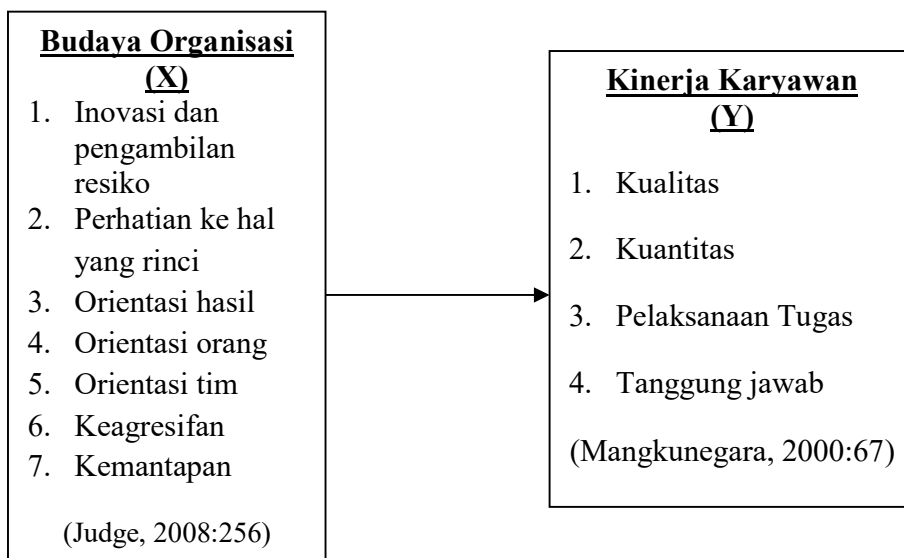 Budaya Organisasi
(X)
1. Inovasi dan
pengambilan
resiko
2. Perhatian ke hal
yang rinci
3. Orientasi hasil
4. Orientasi orang
5. Orientasi tim
6. Keagresifan
7. Kemantapan
(Judge, 2008:256)
Kinerja Karyawan
(Y)
1. Kualitas
2. Kuantitas
3. Pelaksanaan Tugas
4. Tanggung jawab
(Mangkunegara, 2000:67)